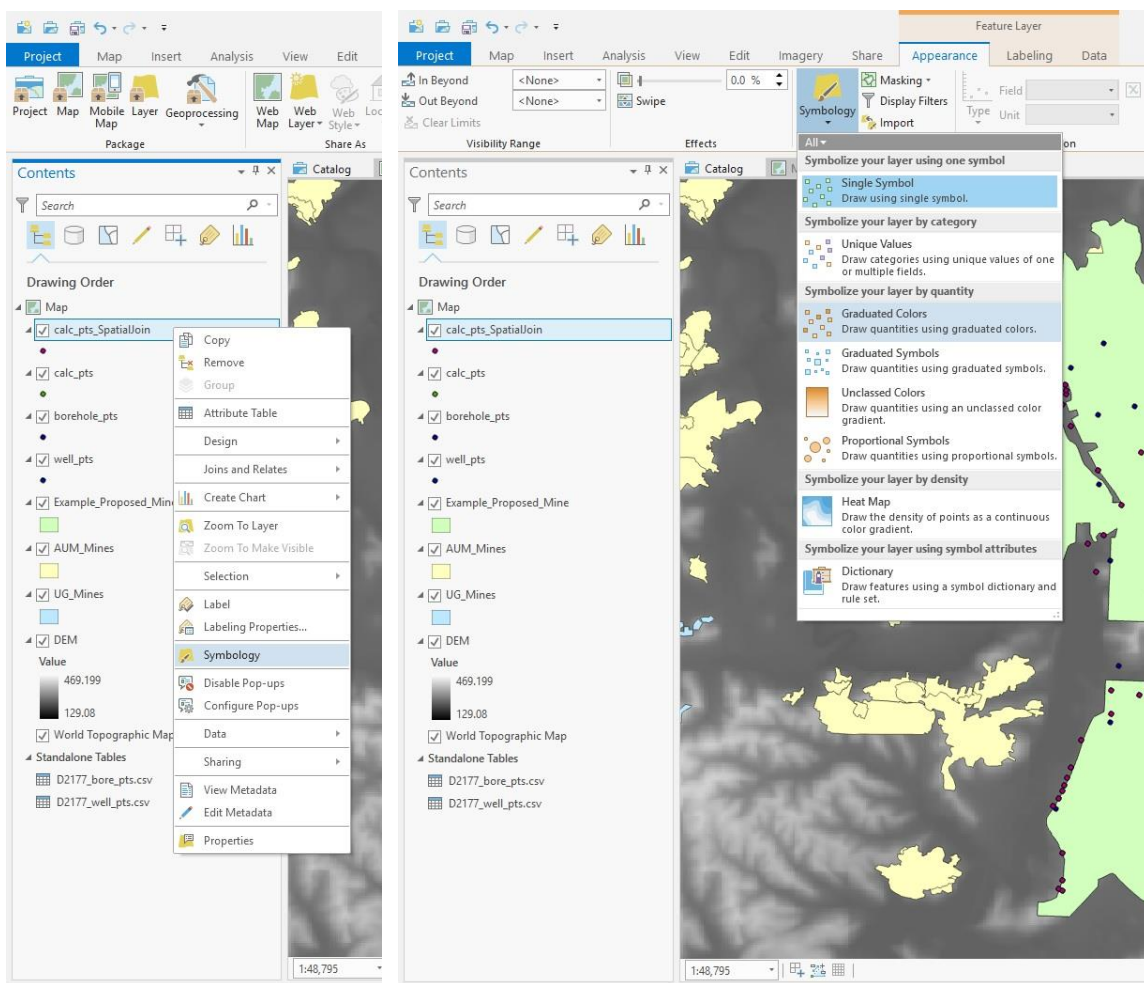 Project Map Insert Analysis View Edit
Project Map Mobile Map Layer Geoprocessing Web Map Web Layer Web Style
Package Share As
Contents
Catalog
Search
Drawing Order
Map
calc_pts_SpatialJoin
calc_pts
borehole_pts
well_pts
Example_Proposed_Min
AUM_Mines
UG_Mines
DEM
Value
469.199
129.08
World Topographic Map
Standalone Tables
D2177_bore_pts.csv
D2177_well_pts.csv
Copy
Remove
Group
Attribute Table
Design
Joins and Relates
Create Chart
Zoom To Layer
Zoom To Make Visible
Selection
Label
Labeling Properties...
Symbology
Disable Pop-ups
Configure Pop-ups
Data
Sharing
View Metadata
Edit Metadata
Properties
1:48,795
Feature Layer
Project Map Insert Analysis View Edit Imagery Share Appearance Labeling Data
In Beyond <None> 0.0 %
Out Beyond <None> Swipe
Clear Limits
Visibility Range Effects
Symbology
Masking
Display Filters
Import
Type
Field
Unit
on
Contents
Catalog
Search
Drawing Order
Map
calc_pts_SpatialJoin
calc_pts
borehole_pts
well_pts
Example_Proposed_Mine
AUM_Mines
UG_Mines
DEM
Value
469.199
129.08
World Topographic Map
Standalone Tables
D2177_bore_pts.csv
D2177_well_pts.csv
All
Symbolize your layer using one symbol
Single Symbol
Draw using single symbol.
Symbolize your layer by category
Unique Values
Draw categories using unique values of one
or multiple fields.
Symbolize your layer by quantity
Graduated Colors
Draw quantities using graduated colors.
Graduated Symbols
Draw quantities using graduated symbols.
Unclassed Colors
Draw quantities using an unclassed color
gradient.
Proportional Symbols
Draw quantities using proportional symbols.
Symbolize your layer by density
Heat Map
Draw the density of points as a continuous
color gradient.
Symbolize your layer using symbol attributes
Dictionary
Draw features using a symbol dictionary and
rule set.
1:48,795